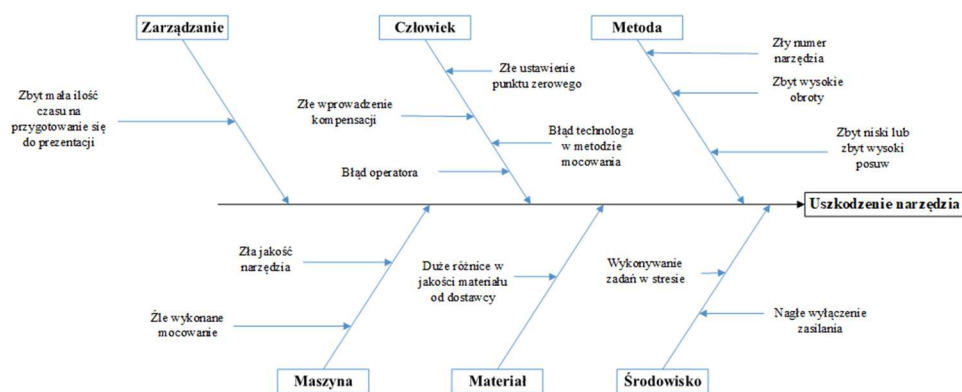 Zarządzanie
Człowiek
Metoda
Zbyt mała ilość
czasu na
przygotowanie się
do prezentacji
Złe ustawienie
punktu zerowego
Złe wprowadzenie
kompensacji
Błąd technologa
w metodzie
mocowania
Błąd operatora
Zły numer
narzędzia
Zbyt wysokie
obroty
Zbyt niski lub
zbyt wysoki
posuw
Uszkodzenie narzędzia
Zła jakość
narzędzia
Źle wykonane
mocowanie
Duże różnice w
jakości materiału
od dostawcy
Wykonywanie
zadań w stresie
Nagłe wyłączenie
zasilania
Maszyna
Materiał
Środowisko